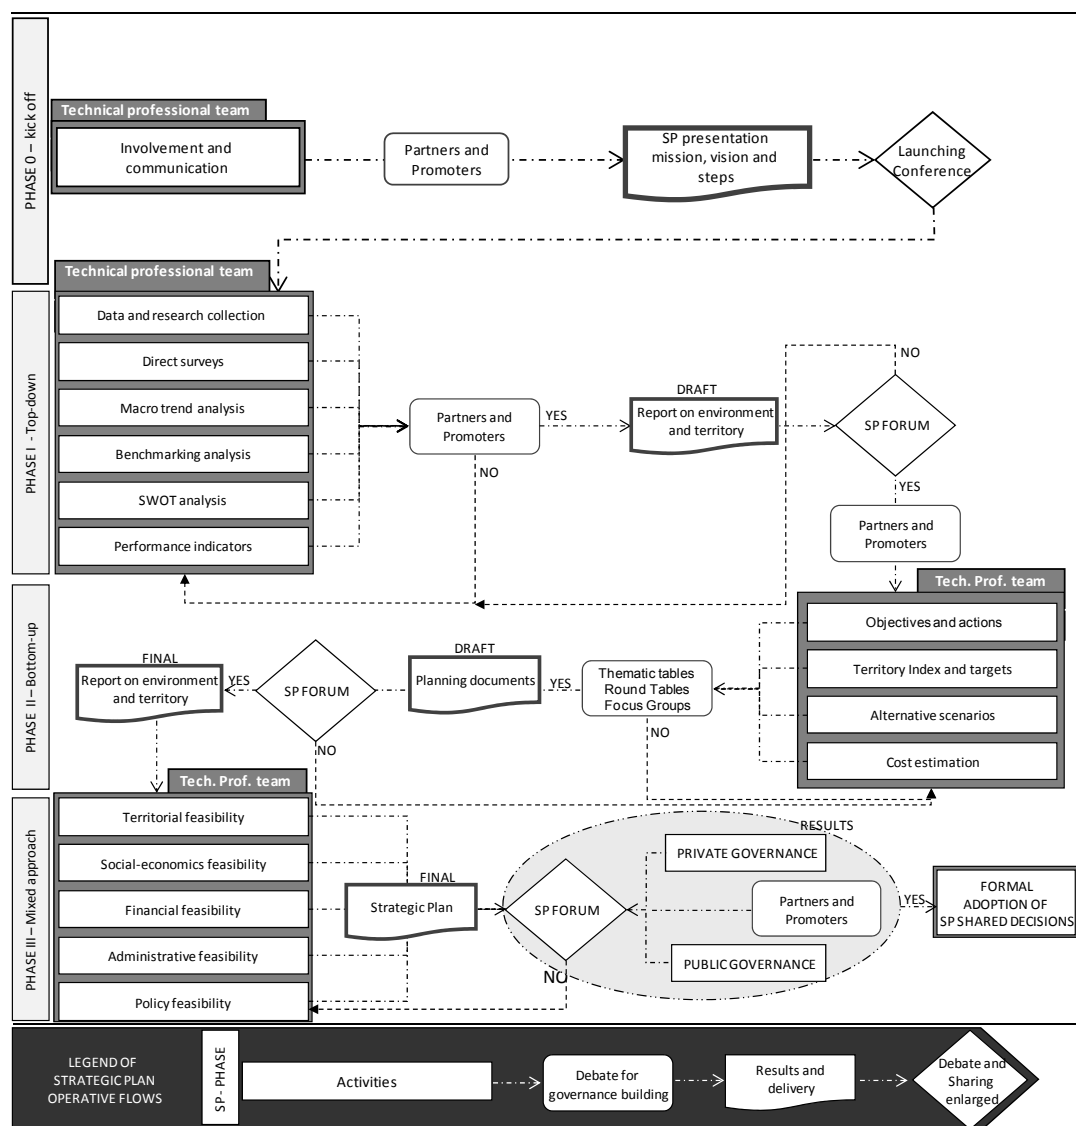 PHASE 0 – kick off
Technical professional team
Involvement and
communication
Partners and
Promoters
SP presentation
mission, vision and
steps
Launching
Conference
PHASE I - Top-down
Technical professional team
Data and research collection
Direct surveys
Macro trend analysis
Benchmarking analysis
SWOT analysis
Performance indicators
Partners and
Promoters
YES
NO
DRAFT
Report on environment
and territory
NO
SP FORUM
YES
Partners and
Promoters
PHASE II – Bottom-up
Tech. Prof. team
Objectives and actions
Territory Index and targets
Alternative scenarios
Cost estimation
Thematic tables
Round Tables
Focus Groups
YES
NO
DRAFT
Planning documents
SP FORUM
YES
NO
FINAL
Report on environment
and territory
PHASE III – Mixed approach
Tech. Prof. team
Territorial feasibility
Social-economics feasibility
Financial feasibility
Administrative feasibility
Policy feasibility
FINAL
Strategic Plan
SP FORUM
NO
RESULTS
PRIVATE GOVERNANCE
Partners and
Promoters
PUBLIC GOVERNANCE
YES
FORMAL
ADOPTION OF
SP SHARED DECISIONS
LEGEND OF
STRATEGIC PLAN
OPERATIVE FLOWS
SP - PHASE
Activities
Debate for
governance building
Results and
delivery
Debate and
Sharing
enlarged